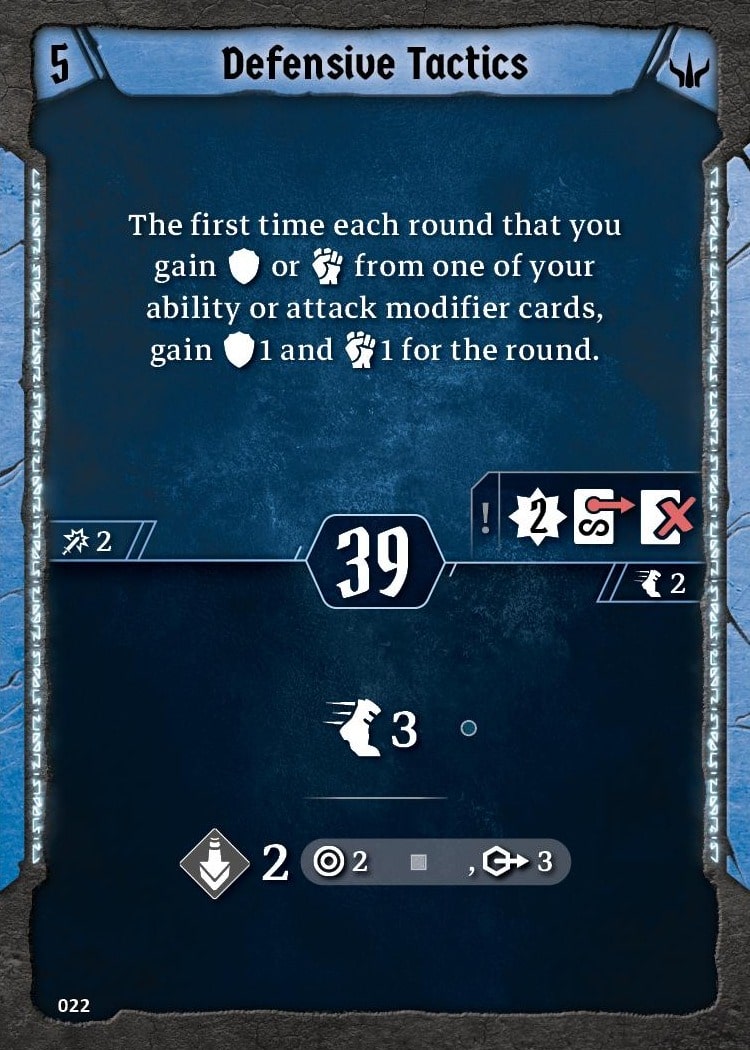 5
Defensive Tactics
The first time each round that you
gain or from one of your
ability or attack modifier cards,
gain 1 and 1 for the round.
2
2
39
2
3
2
2 , 3
022